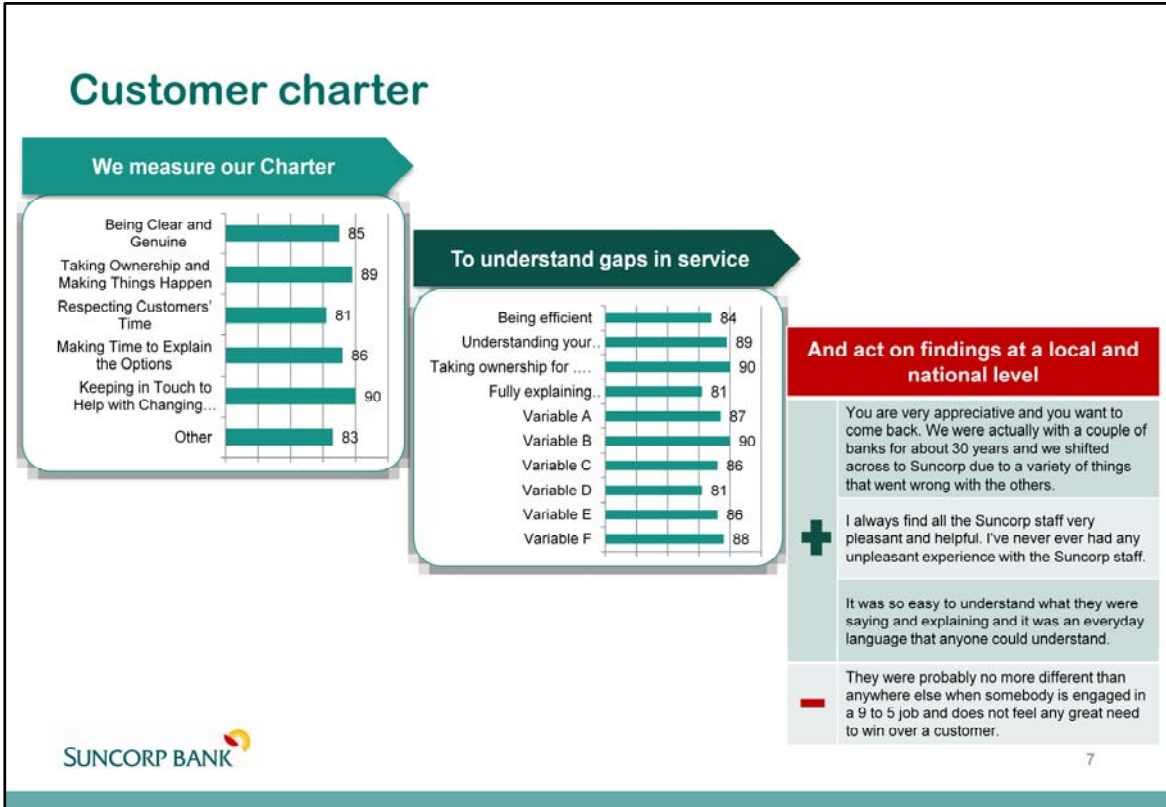 Customer charter
We measure our Charter
Being Clear and
Genuine
85
Taking Ownership and
Making Things Happen
89
Respecting Customers'
Time
81
Making Time to Explain
the Options
86
Keeping in Touch to
Help with Changing...
90
Other
83
To understand gaps in service
Being efficient
84
Understanding your..
89
Taking ownership for ....
90
Fully explaining..
81
Variable A
87
Variable B
90
Variable C
86
Variable D
81
Variable E
86
Variable F
88
And act on findings at a local and
national level
You are very appreciative and you want to
come back. We were actually with a couple of
banks for about 30 years and we shifted
across to Suncorp due to a variety of things
that went wrong with the others.
I always find all the Suncorp staff very
pleasant and helpful. I've never ever had any
unpleasant experience with the Suncorp staff.
It was so easy to understand what they were
saying and explaining and it was an everyday
language that anyone could understand.
They were probably no more different than
anywhere else when somebody is engaged in
a 9 to 5 job and does not feel any great need
to win over a customer.
SUNCORP BANK
7